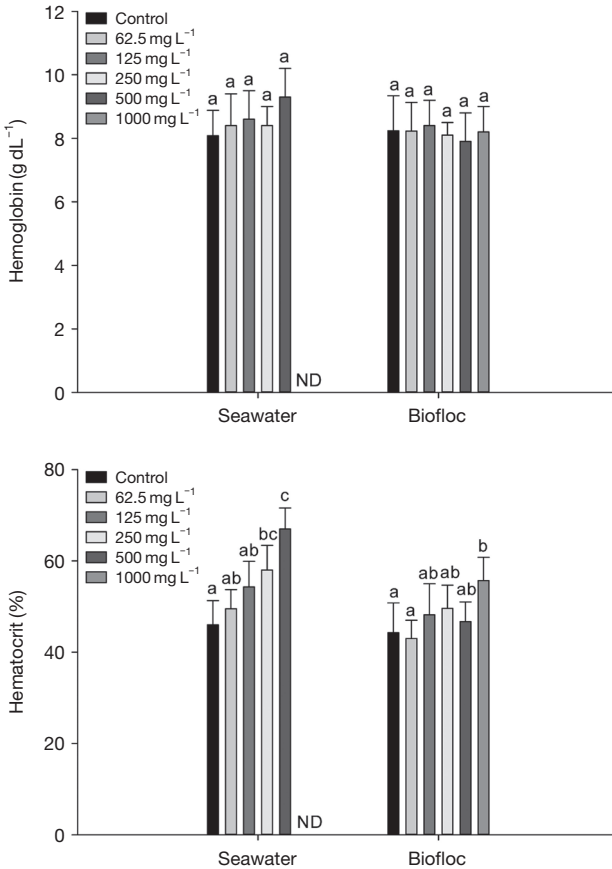 Control
62.5 mg L⁻¹
125 mg L⁻¹
250 mg L⁻¹
500 mg L⁻¹
1000 mg L⁻¹
Hemoglobin (g dL⁻¹)
12
10
8
6
4
2
0
a a a a a
ND
a a a a a a
Seawater Biofloc
Control
62.5 mg L⁻¹
125 mg L⁻¹
250 mg L⁻¹
500 mg L⁻¹
1000 mg L⁻¹
Hematocrit (%)
80
60
40
20
0
a ab ab bc c
ND
a a ab ab ab b
Seawater Biofloc